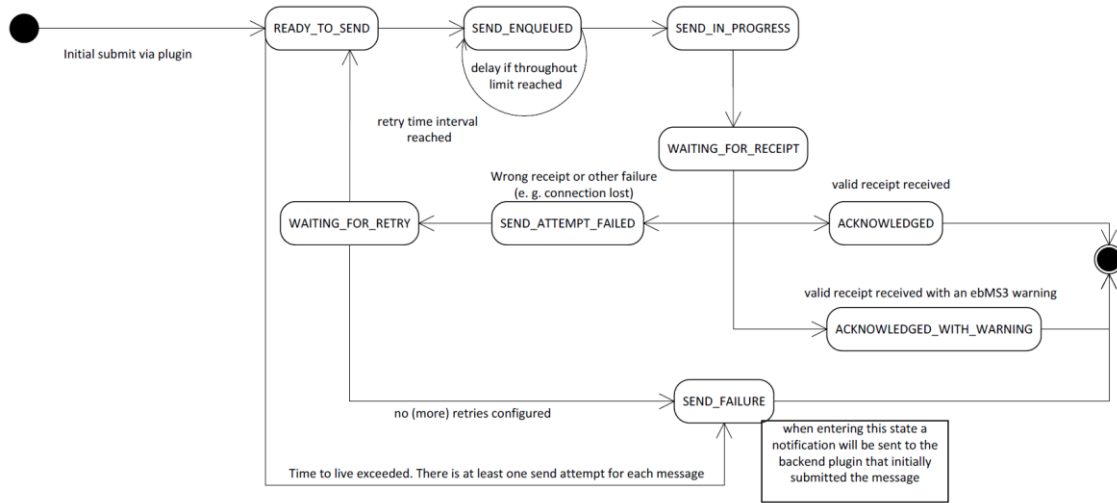 READY_TO_SEND
SEND_ENQUEUED
SEND_IN_PROGRESS
Initial submit via plugin
delay if throughout
limit reached
retry time interval
reached
WAITING_FOR_RECEIPT
Wrong receipt or other failure
(e. g. connection lost)
valid receipt received
WAITING_FOR_RETRY
SEND_ATTEMPT_FAILED
ACKNOWLEDGED
valid receipt received with an ebMS3 warning
ACKNOWLEDGED_WITH_WARNING
SEND_FAILURE
no (more) retries configured
when entering this state a
notification will be sent to the
backend plugin that initially
submitted the message
Time to live exceeded. There is at least one send attempt for each message